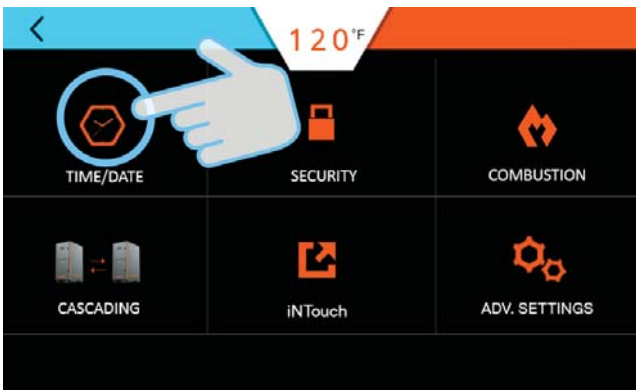 120°F
TIME/DATE
SECURITY
COMBUSTION
CASCADING
iNTouch
ADV. SETTINGS